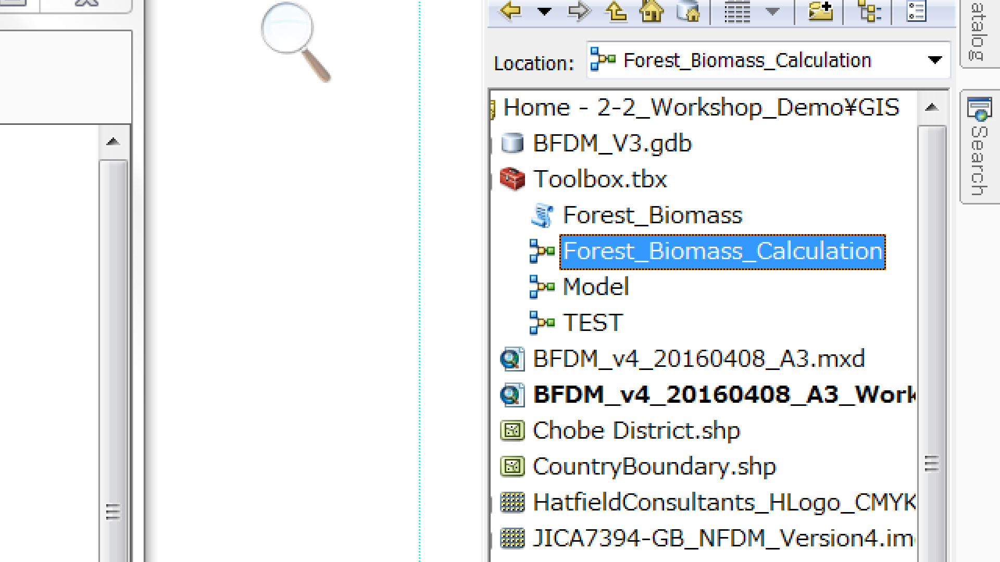 Location:
Forest_Biomass_Calculation
Home - 2-2_Workshop_Demo¥GIS
BFDM_V3.gdb
Toolbox.tbx
Forest_Biomass
Forest_Biomass_Calculation
Model
TEST
BFDM_v4_20160408_A3.mxd
BFDM_v4_20160408_A3_Work
Chobe District.shp
CountryBoundary.shp
HatfieldConsultants_HLogo_CMYK
JICA7394-GB_NFDM_Version4.im
atalog
Search